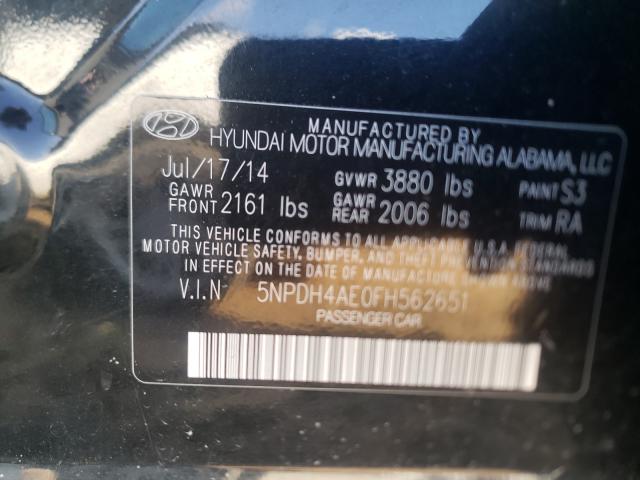 MANUFACTURED BY
HYUNDAI MOTOR MANUFACTURING ALABAMA, LLC
Jul/17/14 GVWR 3880 lbs PAINT S3
GAWR FRONT 2161 lbs GAWR REAR 2006 lbs TRIM RA
THIS VEHICLE CONFORMS TO ALL APPLICABLE U.S.A FEDERAL
MOTOR VEHICLE SAFETY, BUMPER, AND THEFT PREVENTION STANDARDS
IN EFFECT ON THE DATE OF MANUFACTURE SHOWN ABOVE
V.I.N 5NPDH4AE0FH562651
PASSENGER CAR